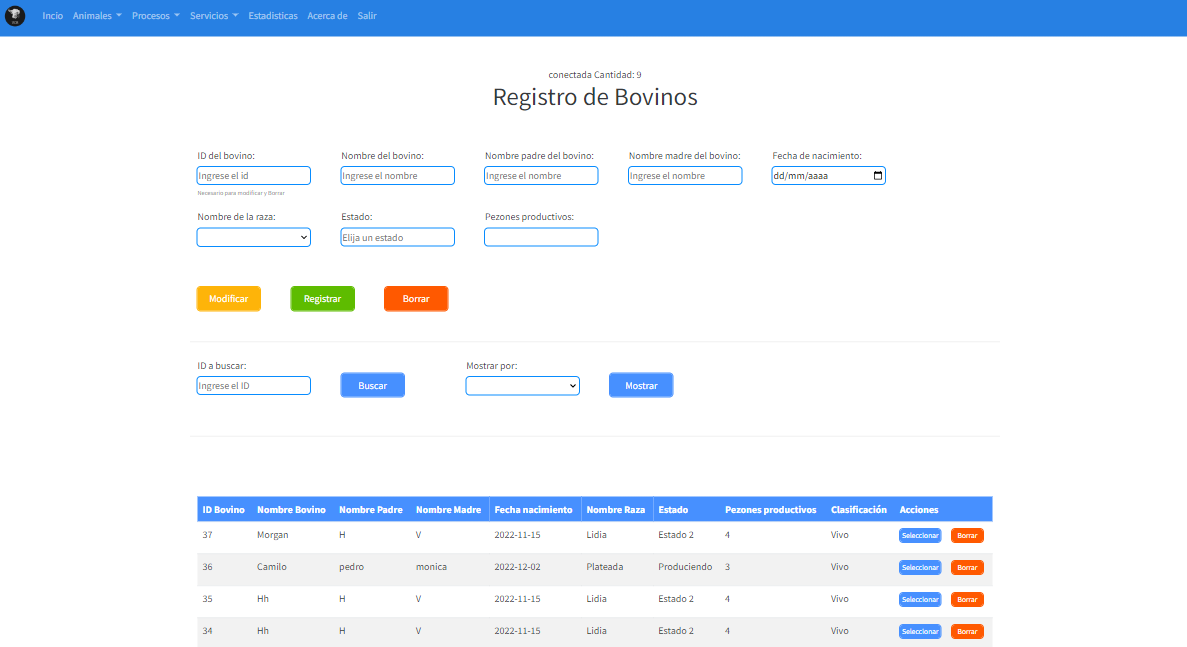 Incio Animales Procesos Servicios Estadisticas Acerca de Salir
conectada Cantidad: 9
Registro de Bovinos
ID del bovino: Nombre del bovino: Nombre padre del bovino: Nombre madre del bovino: Fecha de nacimiento:
Ingrese el id Ingrese el nombre Ingrese el nombre Ingrese el nombre dd/mm/aaaa
Necesario para modificar y Borrar
Nombre de la raza: Estado: Pezones productivos:
Elija un estado
Modificar Registrar Borrar
ID a buscar: Mostrar por:
Ingrese el ID Buscar Mostrar
ID Bovino Nombre Bovino Nombre Padre Nombre Madre Fecha nacimiento Nombre Raza Estado Pezones productivos Clasificación Acciones
37 Morgan H V 2022-11-15 Lidia Estado 2 4 Vivo Seleccionar Borrar
36 Camilo pedro monica 2022-12-02 Plateada Produciendo 3 Vivo Seleccionar Borrar
35 Hh H V 2022-11-15 Lidia Estado 2 4 Vivo Seleccionar Borrar
34 Hh H V 2022-11-15 Lidia Estado 2 4 Vivo Seleccionar Borrar